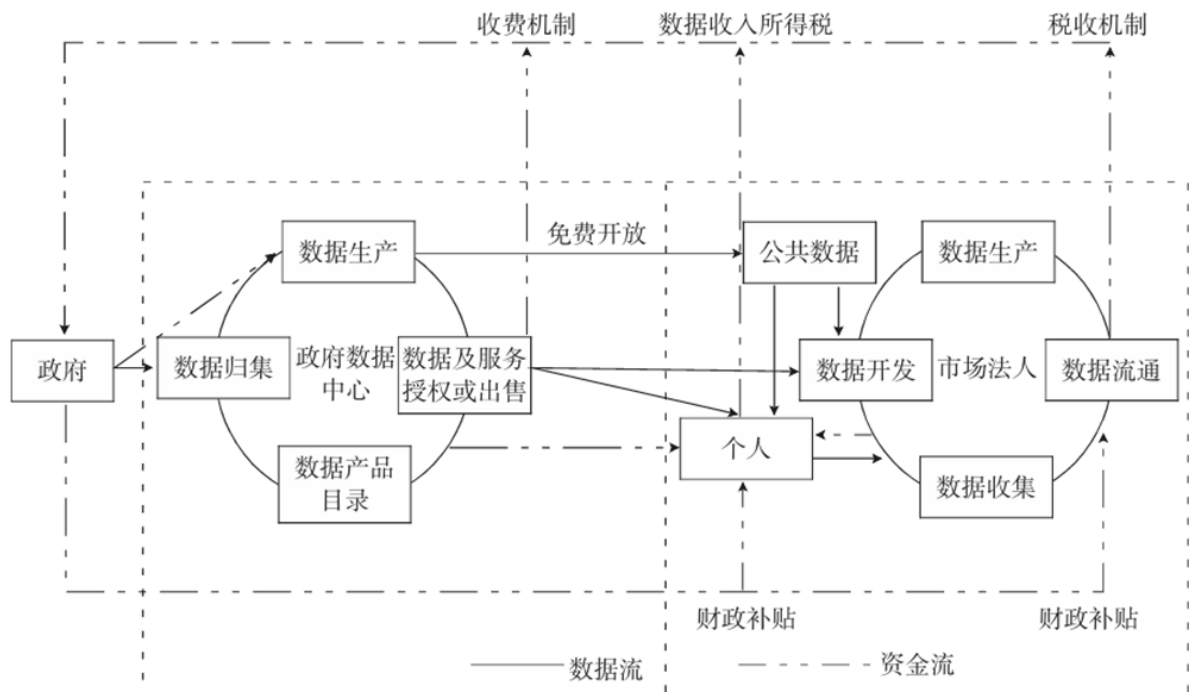 收费机制
数据收入所得税
税收机制
数据生产
免费开放
公共数据
数据生产
政府
数据归集
政府数据
中心
数据及服务
授权或出售
数据开发
市场法人
数据流通
个人
数据产品
目录
数据收集
财政补贴
财政补贴
数据流
资金流